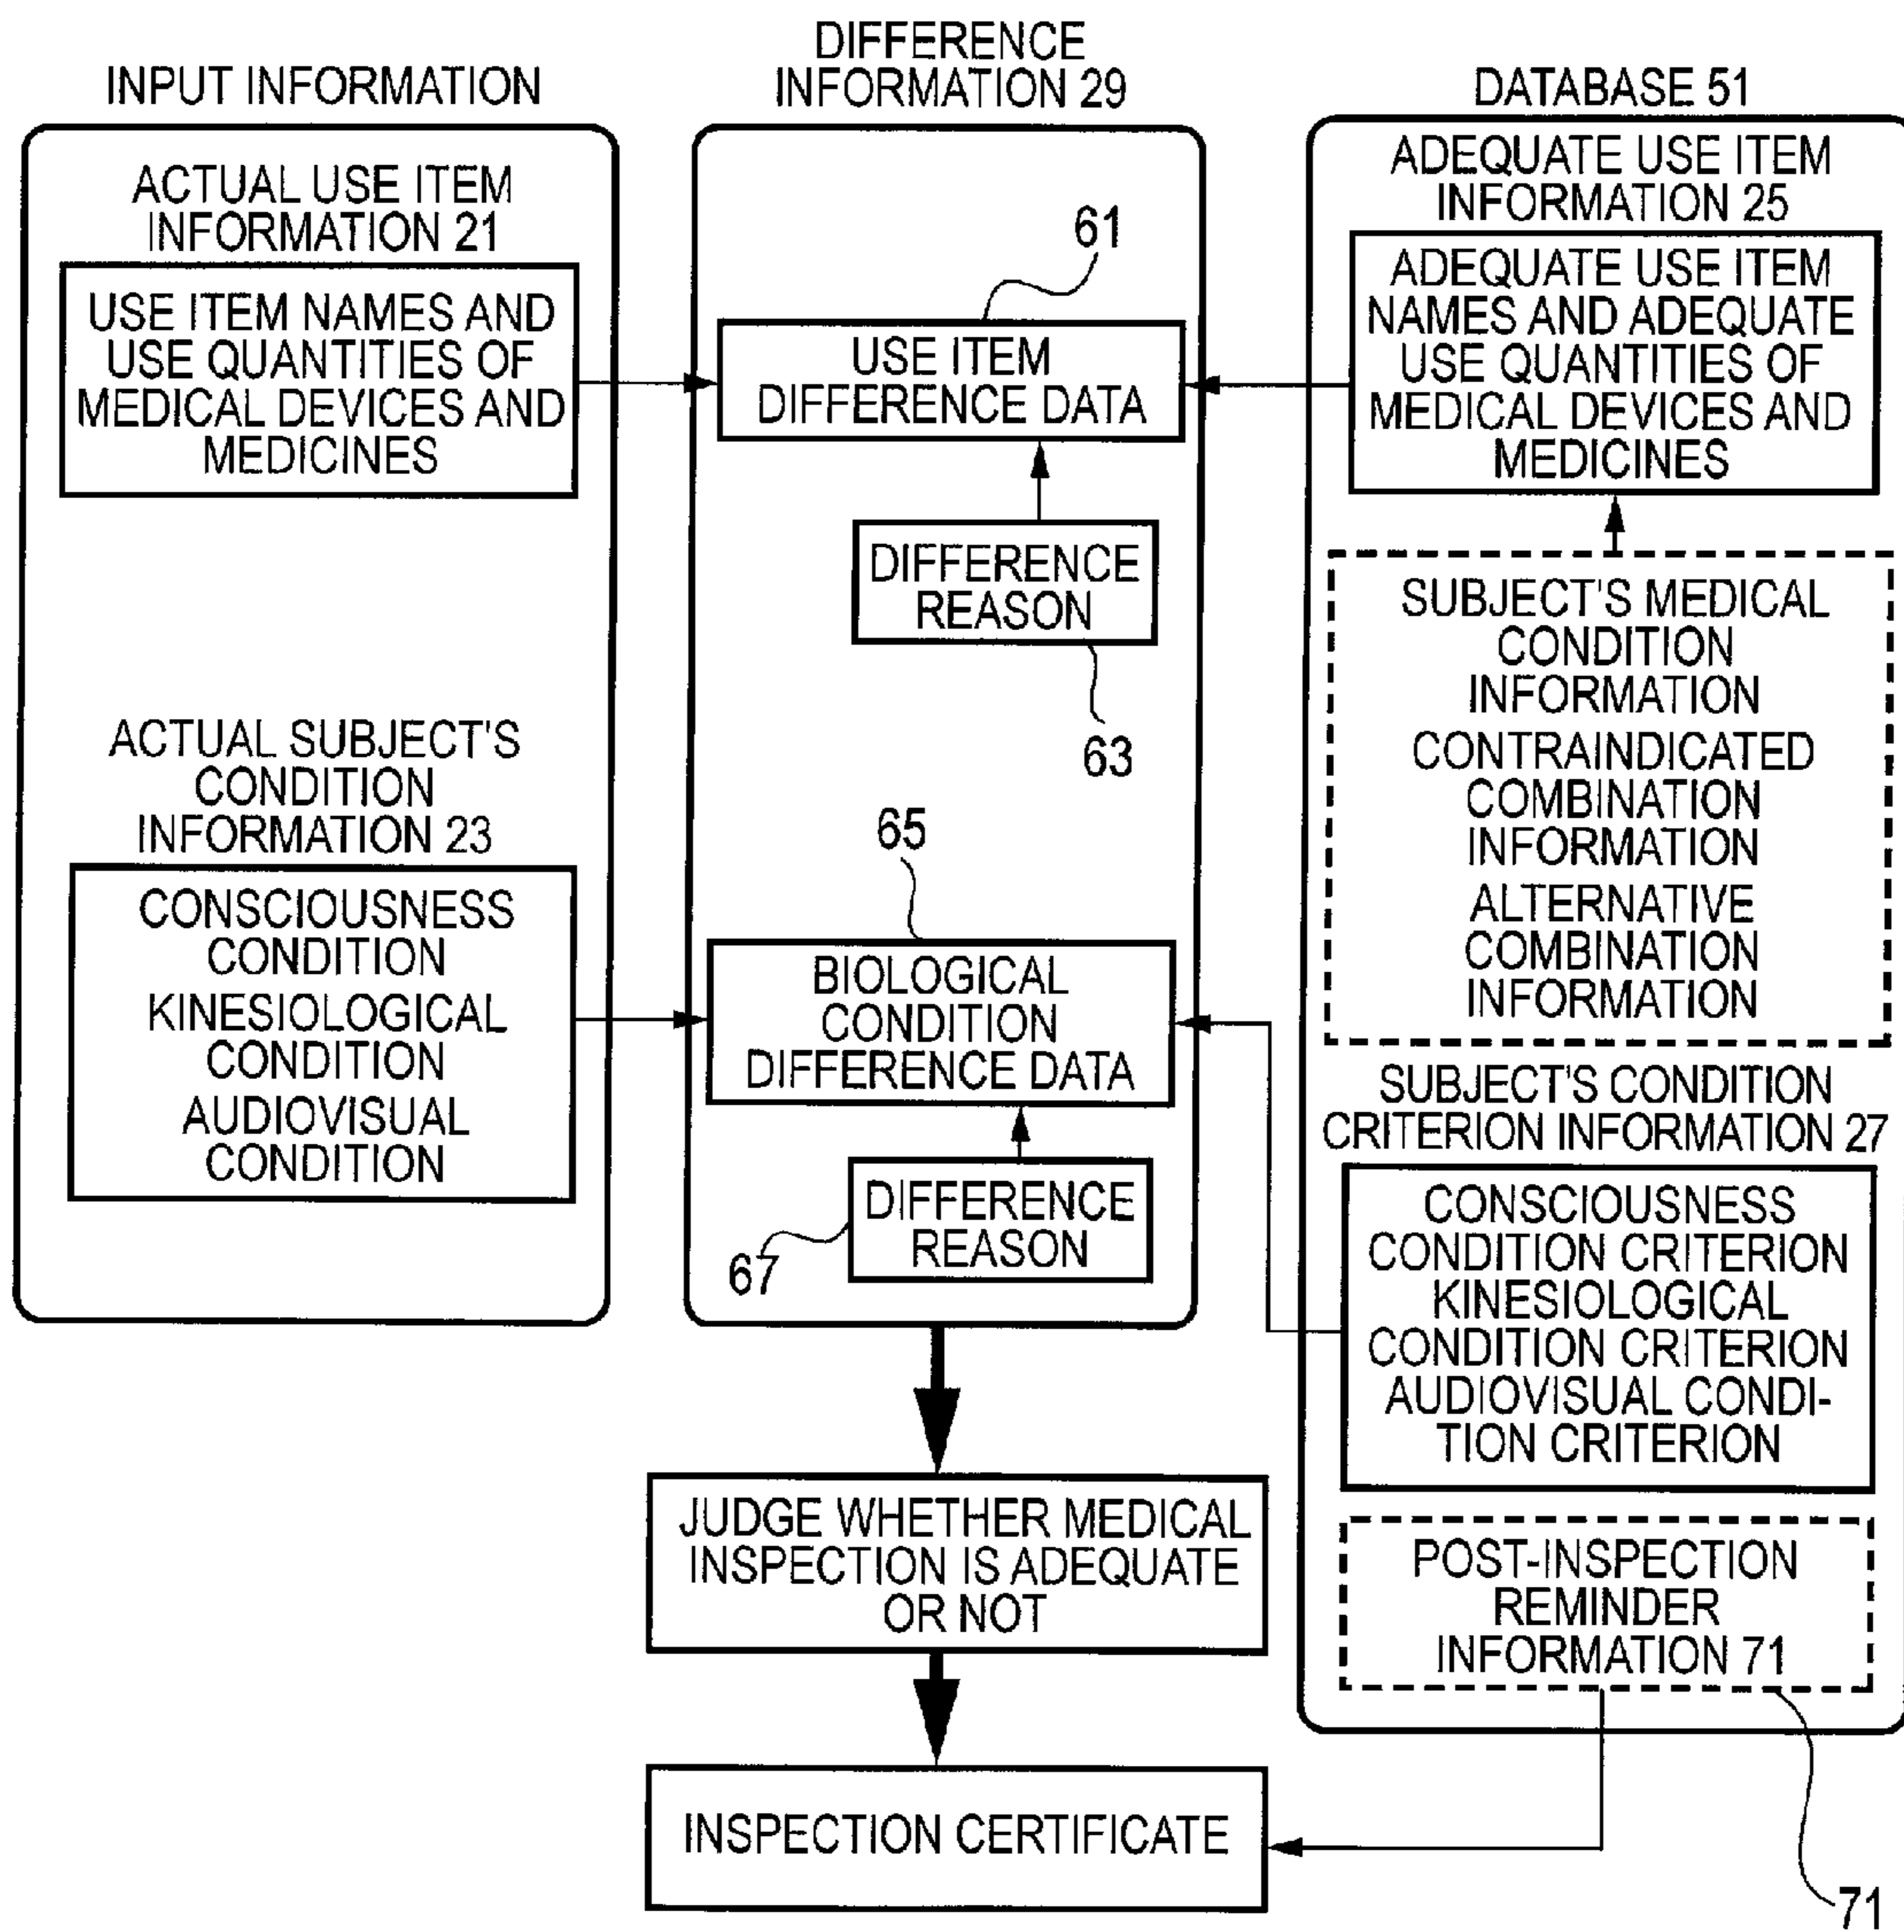 INPUT INFORMATION
ACTUAL USE ITEM
INFORMATION 21
USE ITEM NAMES AND
USE QUANTITIES OF
MEDICAL DEVICES AND
MEDICINES
ACTUAL SUBJECT'S
CONDITION
INFORMATION 23
CONSCIOUSNESS
CONDITION
KINESIOLOGICAL
CONDITION
AUDIOVISUAL
CONDITION
DIFFERENCE
INFORMATION 29
61
USE ITEM
DIFFERENCE DATA
DIFFERENCE
REASON
63
65
BIOLOGICAL
CONDITION
DIFFERENCE DATA
DIFFERENCE
REASON
67
JUDGE WHETHER MEDICAL
INSPECTION IS ADEQUATE
OR NOT
INSPECTION CERTIFICATE
DATABASE 51
ADEQUATE USE ITEM
INFORMATION 25
ADEQUATE USE ITEM
NAMES AND ADEQUATE
USE QUANTITIES OF
MEDICAL DEVICES AND
MEDICINES
SUBJECT'S MEDICAL
CONDITION
INFORMATION
CONTRAINDICATED
COMBINATION
INFORMATION
ALTERNATIVE
COMBINATION
INFORMATION
SUBJECT'S CONDITION
CRITERION INFORMATION 27
CONSCIOUSNESS
CONDITION CRITERION
KINESIOLOGICAL
CONDITION CRITERION
AUDIOVISUAL CONDI-
TION CRITERION
POST-INSPECTION
REMINDER
INFORMATION 71
71